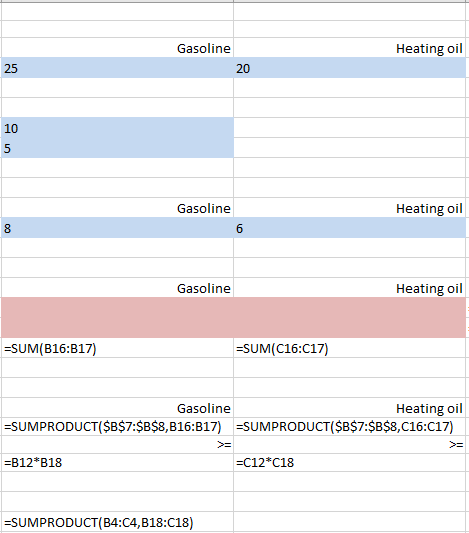 Gasoline Heating oil
25 20
10
5
Gasoline Heating oil
8 6
Gasoline Heating oil
=SUM(B16:B17) =SUM(C16:C17)
Gasoline Heating oil
=SUMPRODUCT($B$7:$B$8,B16:B17) =SUMPRODUCT($B$7:$B$8,C16:C17)
>= >=
=B12*B18 =C12*C18
=SUMPRODUCT(B4:C4,B18:C18)